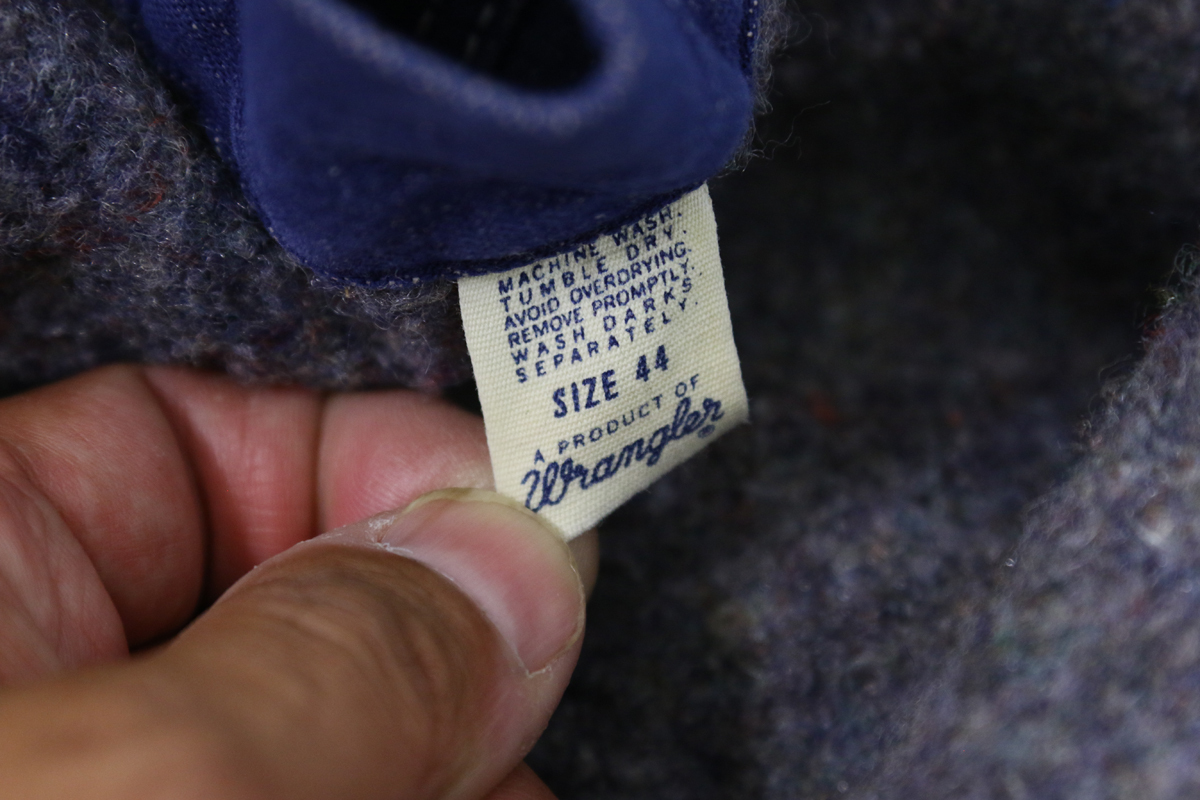 MACHINE WASH.
TUMBLE DRY.
AVOID OVERDRYING.
REMOVE PROMPTLY.
WASH DARKS
SEPARATELY.
SIZE 44
A PRODUCT OF
Wrangler®